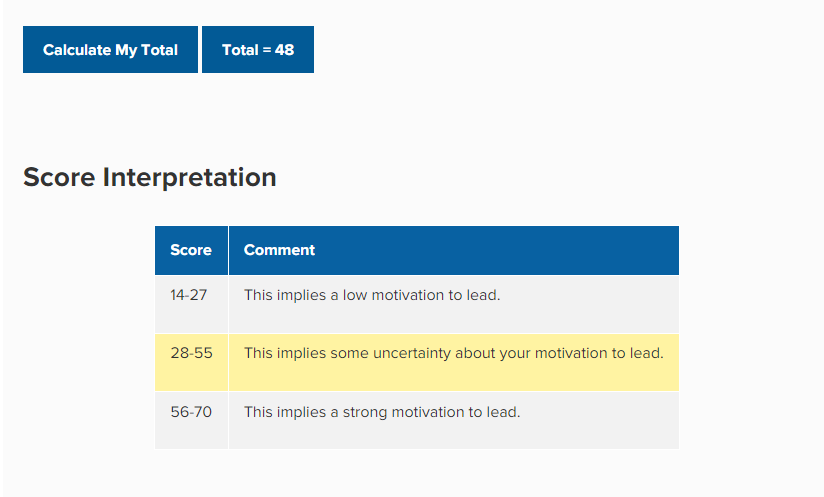 Calculate My Total Total = 48
Score Interpretation
Score Comment
14-27 This implies a low motivation to lead.
28-55 This implies some uncertainty about your motivation to lead.
56-70 This implies a strong motivation to lead.